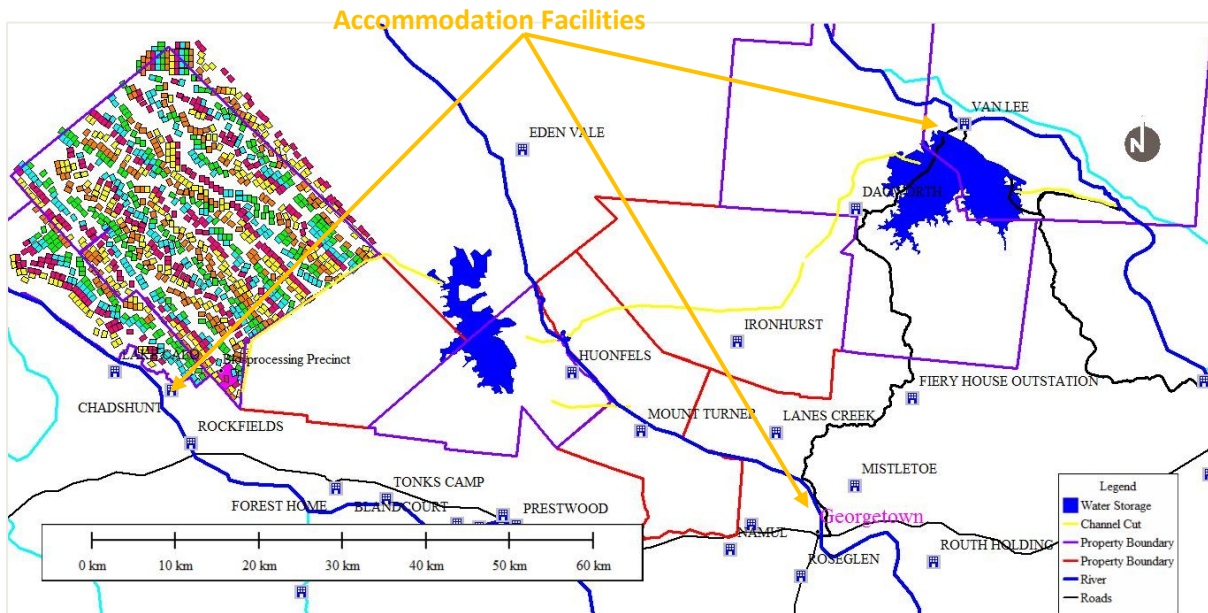 Accommodation Facilities
VAN LEE
EDEN VALE
N
DAGWORTH
IRONHURST
Bio-processing Precinct
HUONFELS
FIERY HOUSE OUTSTATION
CHADSHUNT
MOUNT TURNER
LANES CREEK
ROCKFIELDS
MISTLETOE
TONKS CAMP
FOREST HOME
BLANDCOURT
PRESTWOOD
Georgetown
NAMUL
ROUTH HOLDING
ROSEGLEN
0 km 10 km 20 km 30 km 40 km 50 km 60 km
Legend
Water Storage
Channel Cut
Property Boundary
Property Boundary
River
Roads